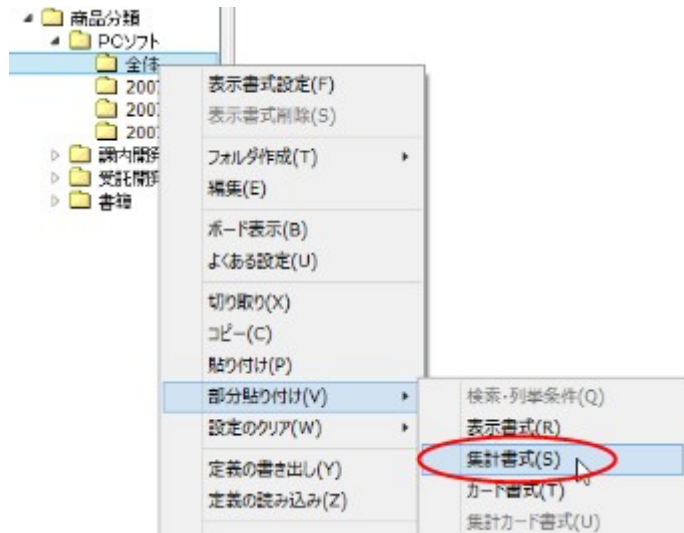 商品分類
PCソフト
全体
200
200
200
課内開発
受託開発
書籍
表示書式設定(F)
表示書式削除(S)
フォルダ作成(T)
編集(E)
ボード表示(B)
よくある設定(U)
切り取り(X)
コピー(C)
貼り付け(P)
部分貼り付け(V)
設定のクリア(W)
定義の書き出し(Y)
定義の読み込み(Z)
検索・列挙条件(Q)
表示書式(R)
集計書式(S)
カード書式(T)
集計カード書式(U)